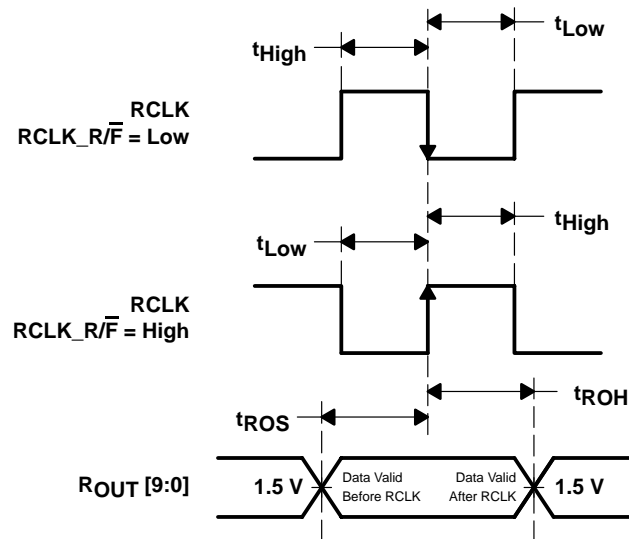 tLow
tHigh
RCLK
RCLK_R/F̅ = Low
tHigh
tLow
RCLK
RCLK_R/F̅ = High
tROH
tROS
ROUT [9:0]
1.5 V
Data Valid
Before RCLK
Data Valid
After RCLK
1.5 V